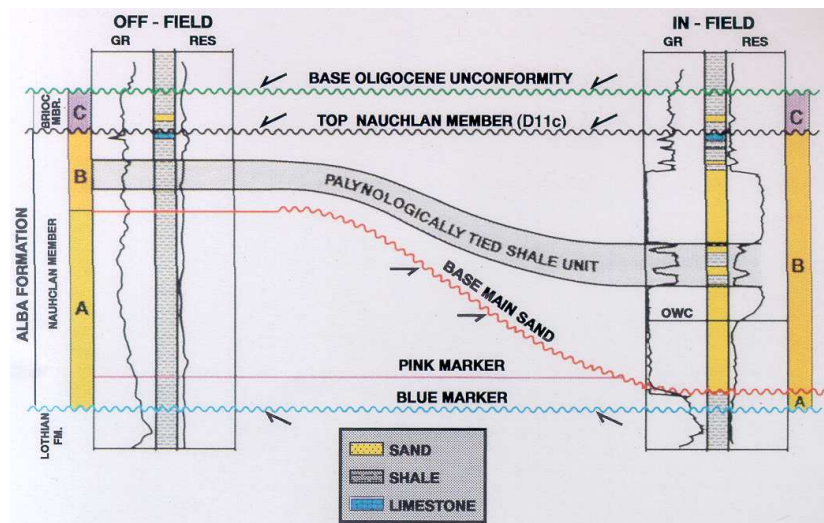 OFF - FIELD
IN - FIELD
GR
RES
GR
RES
BASE OLIGOCENE UNCONFORMITY
BRIOC MBR.
C
C
TOP NAUCHLAN MEMBER (D11c)
B
PALYNOLOGICALLY TIED SHALE UNIT
B
ALBA FORMATION
NAUHCLAN MEMBER
A
BASE MAIN SAND
OWC
PINK MARKER
BLUE MARKER
A
LOTHIAN FM.
SAND
SHALE
LIMESTONE